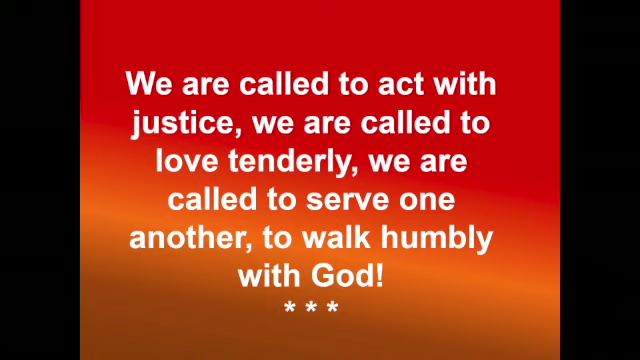 We are called to act with
justice, we are called to
love tenderly, we are
called to serve one
another, to walk humbly
with God!
* * *